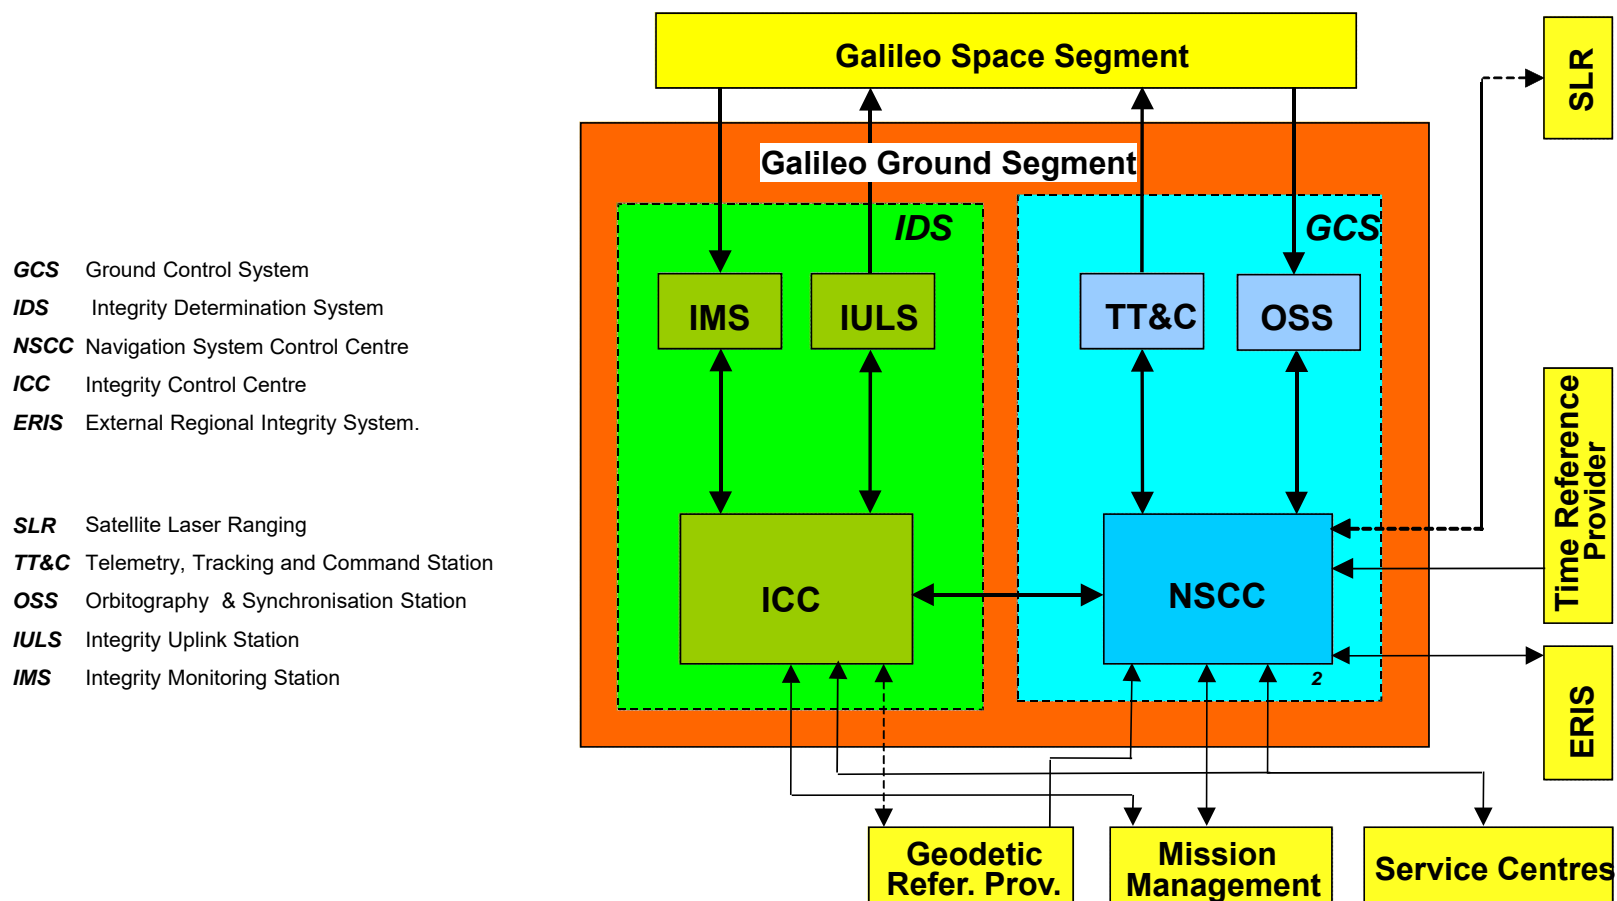 Galileo Space Segment
SLR
Galileo Ground Segment
IDS
GCS
IMS
IULS
TT&C
OSS
GCS Ground Control System
IDS Integrity Determination System
NSCC Navigation System Control Centre
ICC Integrity Control Centre
ERIS External Regional Integrity System.
SLR Satellite Laser Ranging
TT&C Telemetry, Tracking and Command Station
OSS Orbitography & Synchronisation Station
IULS Integrity Uplink Station
IMS Integrity Monitoring Station
Time Reference
Provider
ICC
NSCC
2
ERIS
Geodetic
Refer. Prov.
Mission
Management
Service Centres